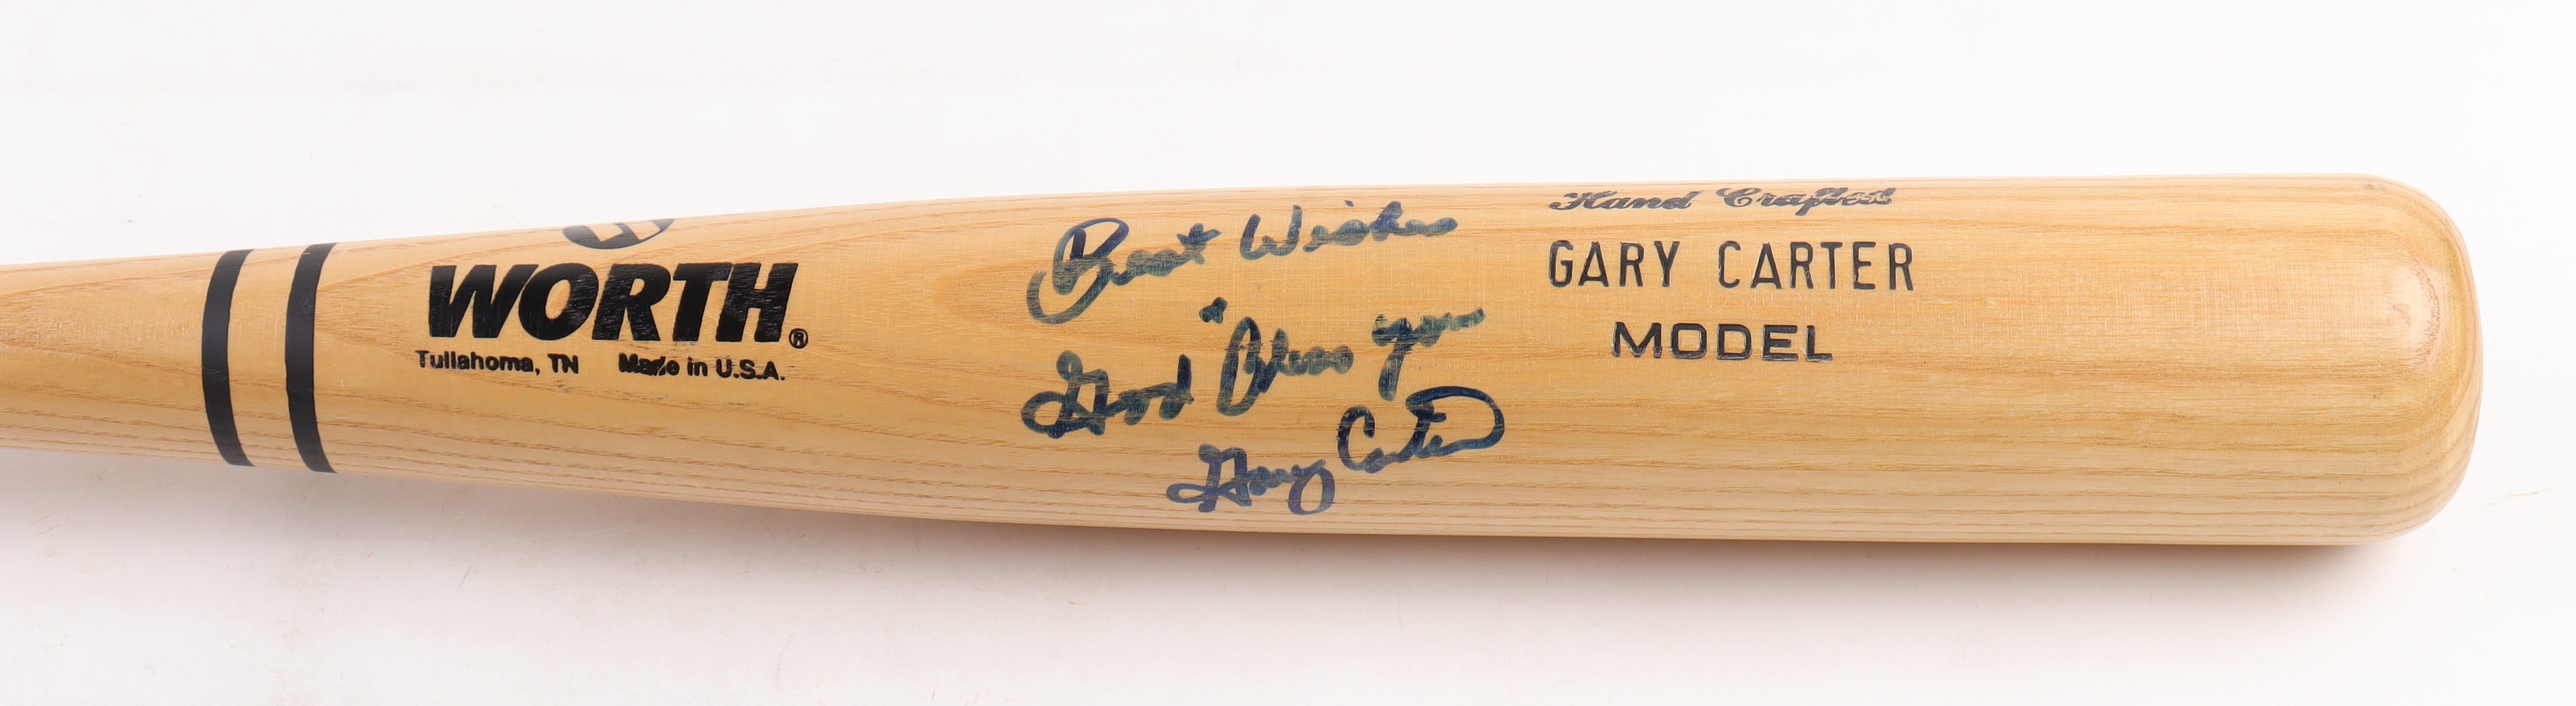 WORTH®
Tullahoma, TN Made in U.S.A.
Best Wishes
" God Bless you
Gary Carter
Hand Crafted
GARY CARTER
MODEL